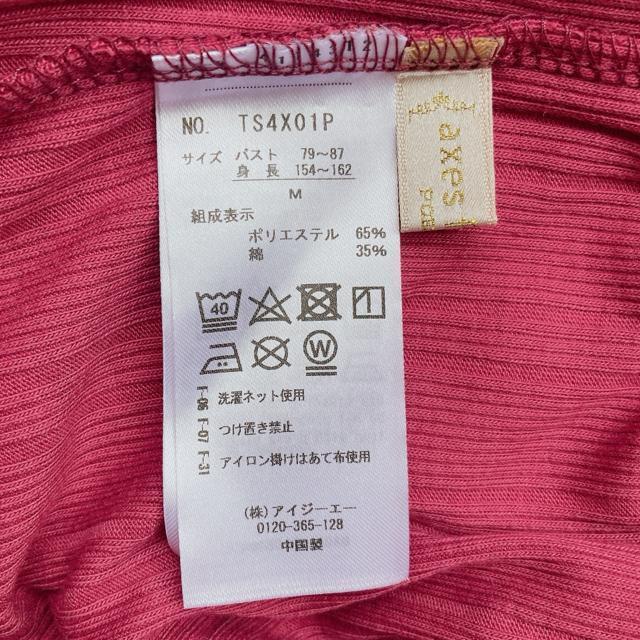 NO. TS4X01P
サイズ バスト 79～87
身長 154～162
M
組成表示
ポリエステル 65%
綿 35%
40
W
F-06 F-07 F-31
洗濯ネット使用
つけ置き禁止
アイロン掛けはあて布使用
(株)アイジーエー
0120-365-128
中国製
axes